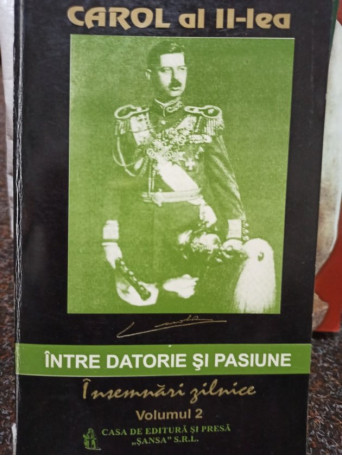 CAROL al II-lea
ÎNTRE DATORIE ŞI PASIUNE
Însemnări zilnice
Volumul 2
CASA DE EDITURĂ ŞI PRESĂ
„ŞANSA” S.R.L.